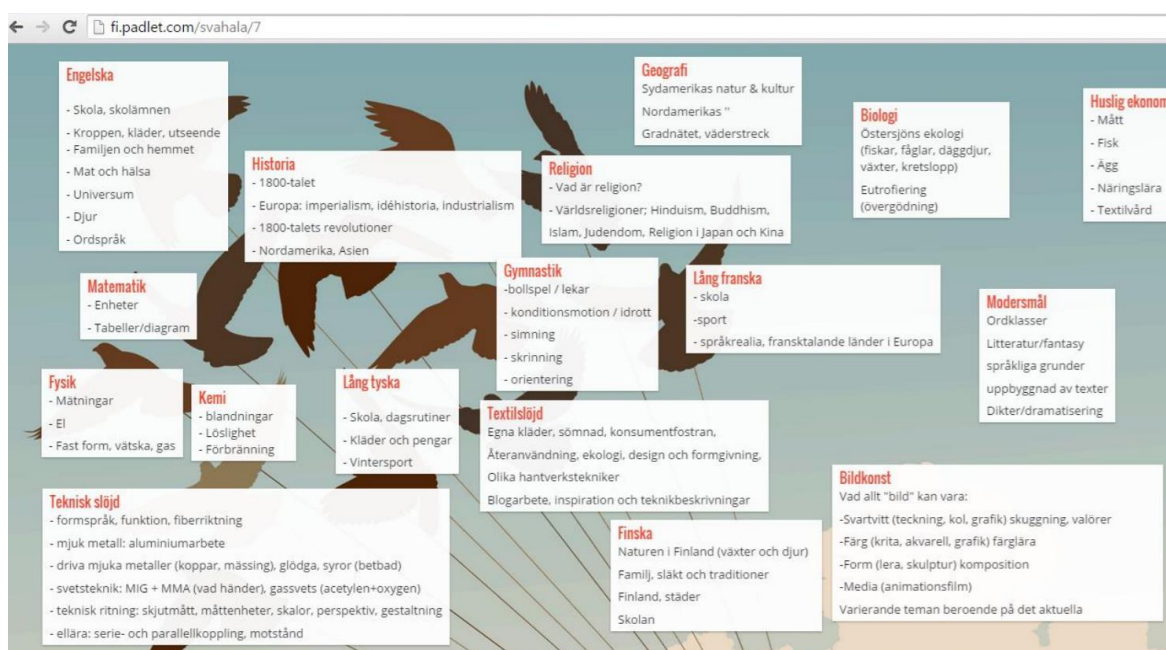 fi.padlet.com/svahala/7
Engelska
- Skola, skolämnen
- Kroppen, kläder, utseende
- Familjen och hemmet
- Mat och hälsa
- Universum
- Djur
- Ordspråk
Historia
- 1800-talet
- Europa: imperialism, idéhistoria, industrialism
- 1800-talets revolutioner
- Nordamerika, Asien
Geografi
Sydamerikas natur & kultur
Nordamerikas "
Gradnätet, väderstreck
Religion
- Vad är religion?
- Världsreligioner; Hinduism, Buddhism,
Islam, Judendom, Religion i Japan och Kina
Biologi
Östersjöns ekologi
(fiskar, fåglar, däggdjur,
växter, kretslopp)
Eutrofiering
(övergödning)
Huslig ekonom
- Mått
- Fisk
- Ägg
- Näringslära
- Textilvård
Matematik
- Enheter
- Tabeller/diagram
Gymnastik
-bollspel / lekar
- konditionsmotion / idrott
- simning
- skrinning
- orientering
Lång franska
- skola
-sport
- språkrealia, fransktalande länder i Europa
Modersmål
Ordklasser
Litteratur/fantasy
språkliga grunder
uppbyggnad av texter
Dikter/dramatisering
Fysik
- Mätningar
- El
- Fast form, vätska, gas
Kemi
- blandningar
- Löslighet
- Förbränning
Lång tyska
- Skola, dagsrutiner
- Kläder och pengar
- Vintersport
Textilslöjd
Egna kläder, sömnad, konsumentfostran,
Återanvändning, ekologi, design och formgivning,
Olika hantverkstekniker
Blogarbete, inspiration och teknikbeskrivningar
Teknisk slöjd
- formspråk, funktion, fiberriktning
- mjuk metall: aluminiumarbete
- driva mjuka metaller (koppar, mässing), glödga, syror (betbad)
- svetsteknik: MIG + MMA (vad händer), gassvets (acetylen+oxygen)
- teknisk ritning: skjutmått, måttenheter, skalor, perspektiv, gestaltning
- ellära: serie- och parallellkoppling, motstånd
Finska
Naturen i Finland (växter och djur)
Familj, släkt och traditioner
Finland, städer
Skolan
Bildkonst
Vad allt "bild" kan vara:
-Svartvitt (teckning, kol, grafik) skuggning, valörer
-Färg (krita, akvarell, grafik) färglära
-Form (lera, skulptur) komposition
-Media (animationsfilm)
Varierande teman beroende på det aktuella